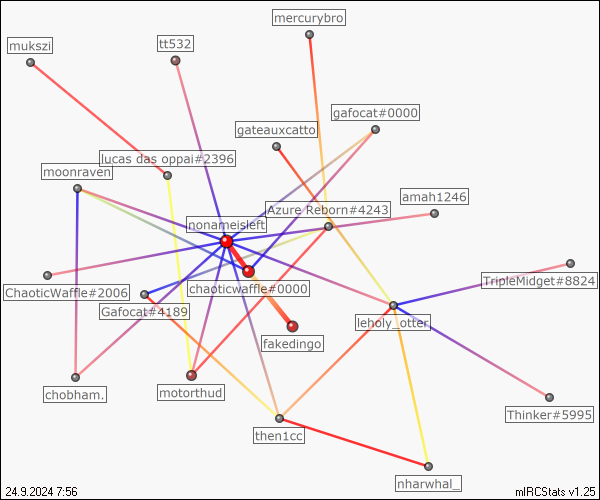 mercurybro
mukszi
tt532
gafocat#0000
gateauxcatto
lucas das oppai#2396
moonraven
amah1246
Azure Reborn#4243
nonameisleft
TripleMidget#8824
chaoticwaffle#0000
ChaoticWaffle#2006
Gafocat#4189
leholy_otter
fakedingo
chobham.
motorthud
Thinker#5995
then1cc
nharwhal_
24.9.2024 7:56
mIRCStats v1.25